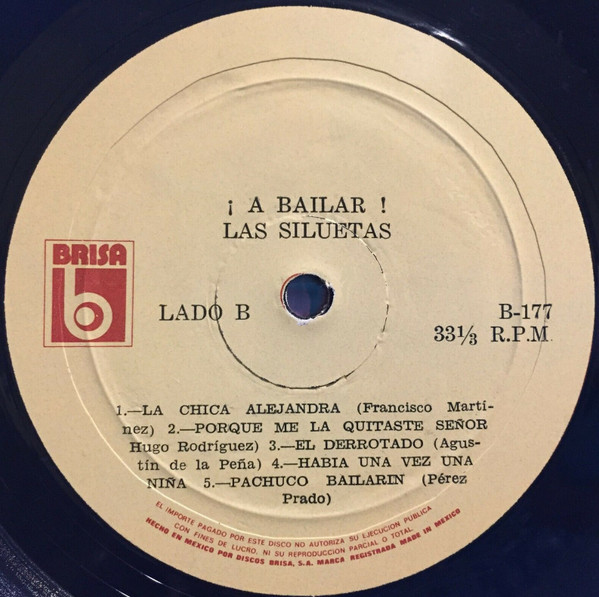 ¡ A BAILAR !
LAS SILUETAS
BRISA
b
LADO B
B-177
33⅓ R.P.M.
1.—LA CHICA ALEJANDRA (Francisco Martí-
nez) 2.—PORQUE ME LA QUITASTE SEÑOR
Hugo Rodríguez) 3.—EL DERROTADO (Agus-
tín de la Peña) 4.—HABIA UNA VEZ UNA
NIÑA 5.—PACHUCO BAILARIN (Pérez
Prado)
EL IMPORTE PAGADO POR ESTE DISCO NO AUTORIZA SU EJECUCION PUBLICA
CON FINES DE LUCRO, NI SU REPRODUCCION PARCIAL O TOTAL.
HECHO EN MEXICO POR DISCOS BRISA, S.A. MARCA REGISTRADA MADE IN MEXICO